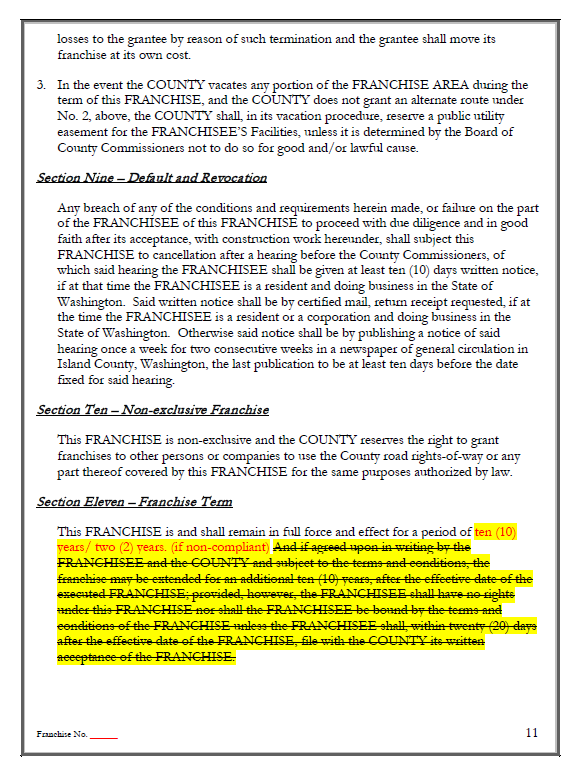 losses to the grantee by reason of such termination and the grantee shall move its
franchise at its own cost.
3. In the event the COUNTY vacates any portion of the FRANCHISE AREA during the
term of this FRANCHISE, and the COUNTY does not grant an alternate route under
No. 2, above, the COUNTY shall, in its vacation procedure, reserve a public utility
easement for the FRANCHISEE'S Facilities, unless it is determined by the Board of
County Commissioners not to do so for good and/or lawful cause.
Section Nine – Default and Revocation
Any breach of any of the conditions and requirements herein made, or failure on the part
of the FRANCHISEE of this FRANCHISE to proceed with due diligence and in good
faith after its acceptance, with construction work hereunder, shall subject this
FRANCHISE to cancellation after a hearing before the County Commissioners, of
which said hearing the FRANCHISEE shall be given at least ten (10) days written notice,
if at that time the FRANCHISEE is a resident and doing business in the State of
Washington. Said written notice shall be by certified mail, return receipt requested, if at
the time the FRANCHISEE is a resident or a corporation and doing business in the
State of Washington. Otherwise said notice shall be by publishing a notice of said
hearing once a week for two consecutive weeks in a newspaper of general circulation in
Island County, Washington, the last publication to be at least ten days before the date
fixed for said hearing.
Section Ten – Non-exclusive Franchise
This FRANCHISE is non-exclusive and the COUNTY reserves the right to grant
franchises to other persons or companies to use the County road rights-of-way or any
part thereof covered by this FRANCHISE for the same purposes authorized by law.
Section Eleven – Franchise Term
This FRANCHISE is and shall remain in full force and effect for a period of ten (10)
years/ two (2) years. (if non-compliant) And if agreed upon in writing by the
FRANCHISEE and the COUNTY and subject to the terms and conditions, the
franchise may be extended for an additional ten (10) years, after the effective date of the
executed FRANCHISE; provided, however, the FRANCHISEE shall have no rights
under this FRANCHISE nor shall the FRANCHISEE be bound by the terms and
conditions of the FRANCHISE unless the FRANCHISEE shall, within twenty (20) days
after the effective date of the FRANCHISE, file with the COUNTY its written
acceptance of the FRANCHISE.
Franchise No. ______ 11